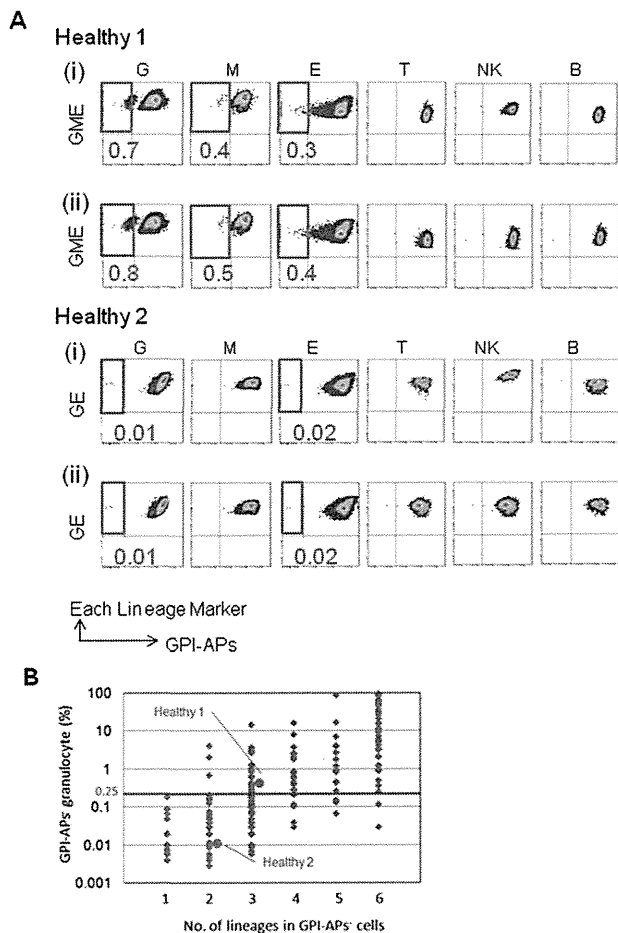 A
Healthy 1
(i) G M E T NK B
GME
0.7 0.4 0.3
(ii)
GME
0.8 0.5 0.4
Healthy 2
(i) G M E T NK B
GE
0.01 0.02
(ii)
GE
0.01 0.02
Each Lineage Marker
GPI-APs
B
GPI-APs⁻ granulocyte (%)
100
10
1
0.25
0.1
0.01
0.001
Healthy 1
Healthy 2
1 2 3 4 5 6
No. of lineages in GPI-APs⁻ cells